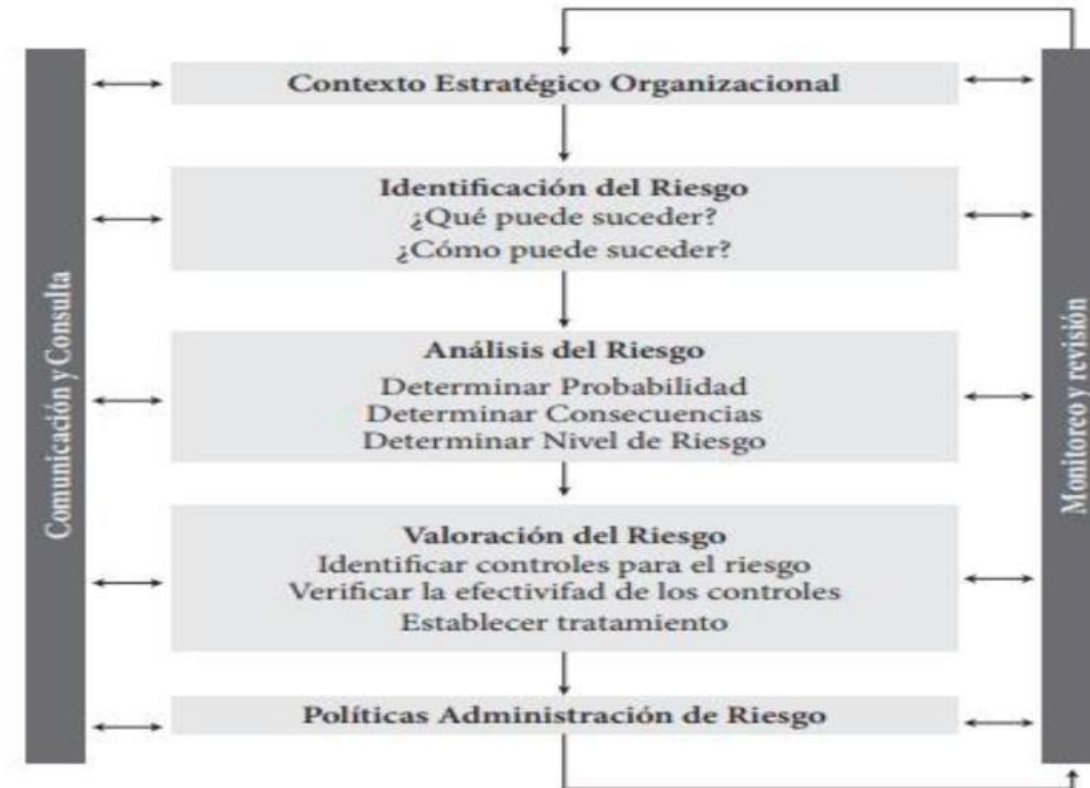 Comunicación y Consulta
Contexto Estratégico Organizacional
Identificación del Riesgo
¿Qué puede suceder?
¿Cómo puede suceder?
Análisis del Riesgo
Determinar Probabilidad
Determinar Consecuencias
Determinar Nivel de Riesgo
Valoración del Riesgo
Identificar controles para el riesgo
Verificar la efectivifad de los controles
Establecer tratamiento
Políticas Administración de Riesgo
Monitoreo y revisión